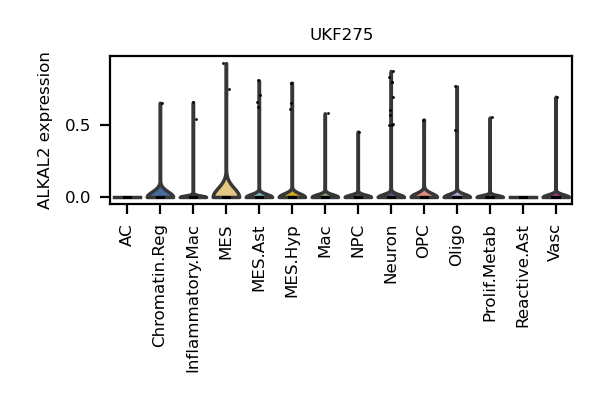 UKF275
ALKAL2 expression
0.5
0.0
AC
Chromatin.Reg
Inflammatory.Mac
MES
MES.Ast
MES.Hyp
Mac
NPC
Neuron
OPC
Oligo
Prolif.Metab
Reactive.Ast
Vasc